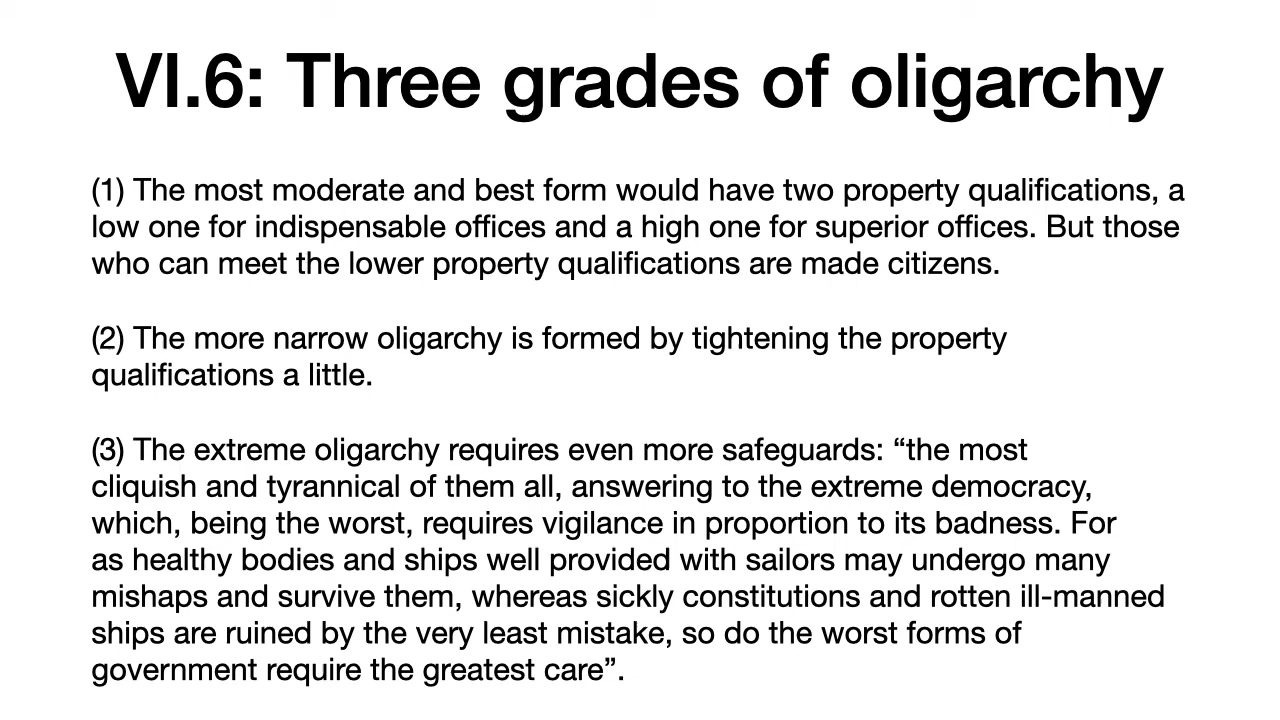 VI.6: Three grades of oligarchy
(1) The most moderate and best form would have two property qualifications, a
low one for indispensable offices and a high one for superior offices. But those
who can meet the lower property qualifications are made citizens.
(2) The more narrow oligarchy is formed by tightening the property
qualifications a little.
(3) The extreme oligarchy requires even more safeguards: “the most
cliquish and tyrannical of them all, answering to the extreme democracy,
which, being the worst, requires vigilance in proportion to its badness. For
as healthy bodies and ships well provided with sailors may undergo many
mishaps and survive them, whereas sickly constitutions and rotten ill-manned
ships are ruined by the very least mistake, so do the worst forms of
government require the greatest care”.